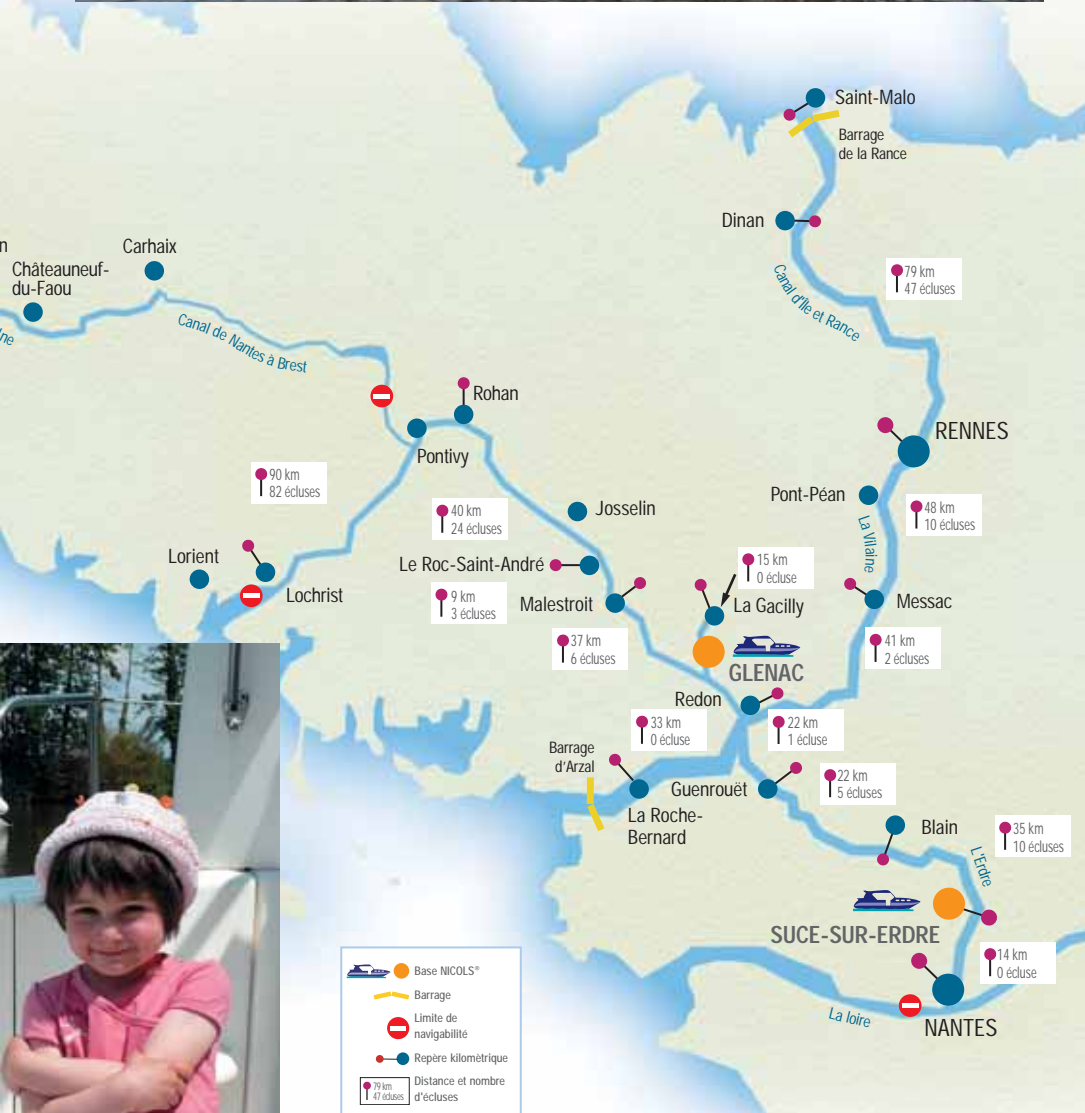 Saint-Malo
Barrage
de la Rance
Dinan
Carhaix
n
Châteauneuf-
du-Faou
79 km
47 écluses
Canal d'Île et Rance
lne
Canal de Nantes à Brest
Rohan
RENNES
Pontivy
90 km
82 écluses
Pont-Péan
48 km
10 écluses
40 km
24 écluses
Josselin
La Vilaine
Lorient
Le Roc-Saint-André
15 km
0 écluse
Lochrist
9 km
3 écluses
Malestroit
La Gacilly
Messac
37 km
6 écluses
41 km
2 écluses
GLENAC
Redon
33 km
0 écluse
22 km
1 écluse
Barrage
d'Arzal
Guenrouët
22 km
5 écluses
La Roche-
Bernard
Blain
35 km
10 écluses
L'Erdre
SUCE-SUR-ERDRE
14 km
0 écluse
La loire
NANTES
Base NICOLS®
Barrage
Limite de
navigabilité
Repère kilométrique
79 km
47 écluses
Distance et nombre
d'écluses